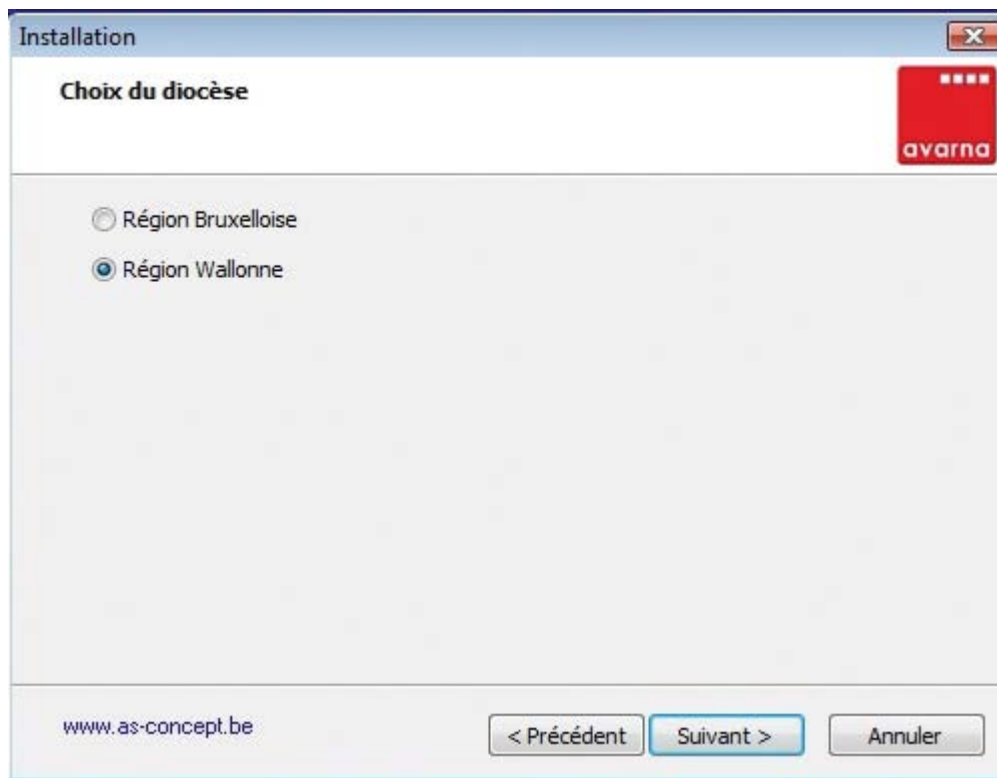 Installation
Choix du diocèse
avarna
Région Bruxelloise
Région Wallonne
www.as-concept.be
< Précédent
Suivant >
Annuler